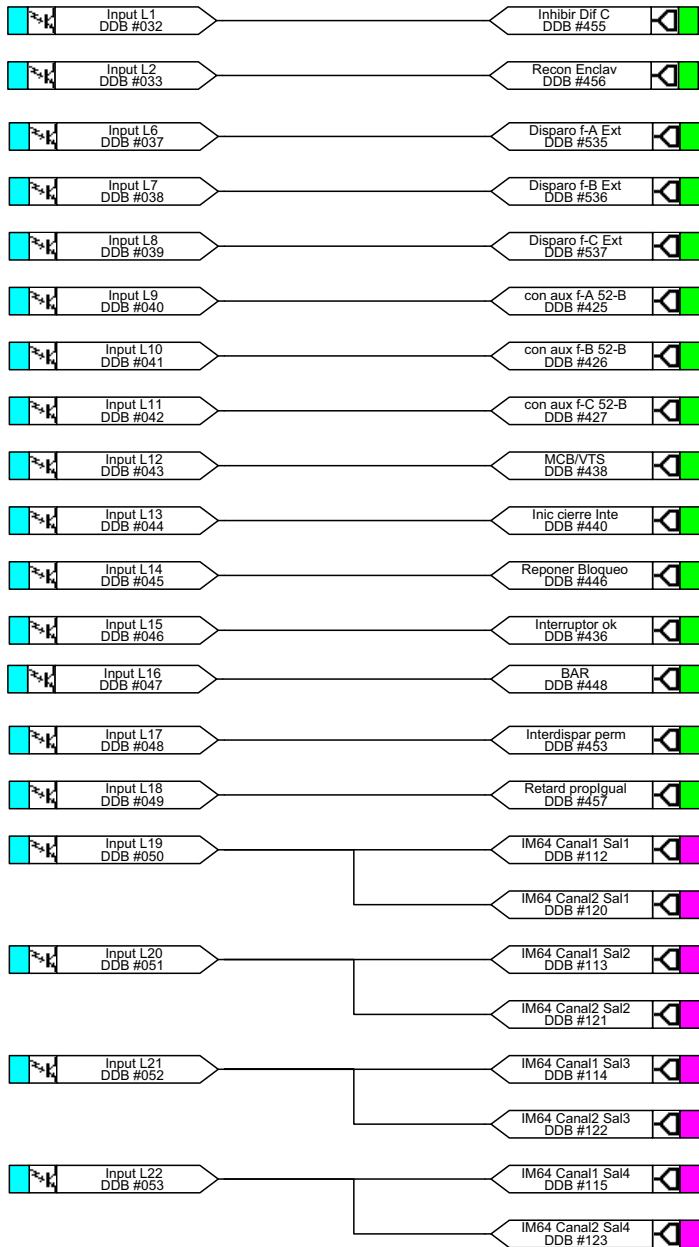 Input L1
DDB #032
Inhibir Dif C
DDB #455
Input L2
DDB #033
Recon Enclav
DDB #456
Input L6
DDB #037
Disparo f-A Ext
DDB #535
Input L7
DDB #038
Disparo f-B Ext
DDB #536
Input L8
DDB #039
Disparo f-C Ext
DDB #537
Input L9
DDB #040
con aux f-A 52-B
DDB #425
Input L10
DDB #041
con aux f-B 52-B
DDB #426
Input L11
DDB #042
con aux f-C 52-B
DDB #427
Input L12
DDB #043
MCB/VTS
DDB #438
Input L13
DDB #044
Inic cierre Inte
DDB #440
Input L14
DDB #045
Reponer Bloqueo
DDB #446
Input L15
DDB #046
Interruptor ok
DDB #436
Input L16
DDB #047
BAR
DDB #448
Input L17
DDB #048
Interdispar perm
DDB #453
Input L18
DDB #049
Retard propIgual
DDB #457
Input L19
DDB #050
IM64 Canal1 Sal1
DDB #112
IM64 Canal2 Sal1
DDB #120
Input L20
DDB #051
IM64 Canal1 Sal2
DDB #113
IM64 Canal2 Sal2
DDB #121
Input L21
DDB #052
IM64 Canal1 Sal3
DDB #114
IM64 Canal2 Sal3
DDB #122
Input L22
DDB #053
IM64 Canal1 Sal4
DDB #115
IM64 Canal2 Sal4
DDB #123